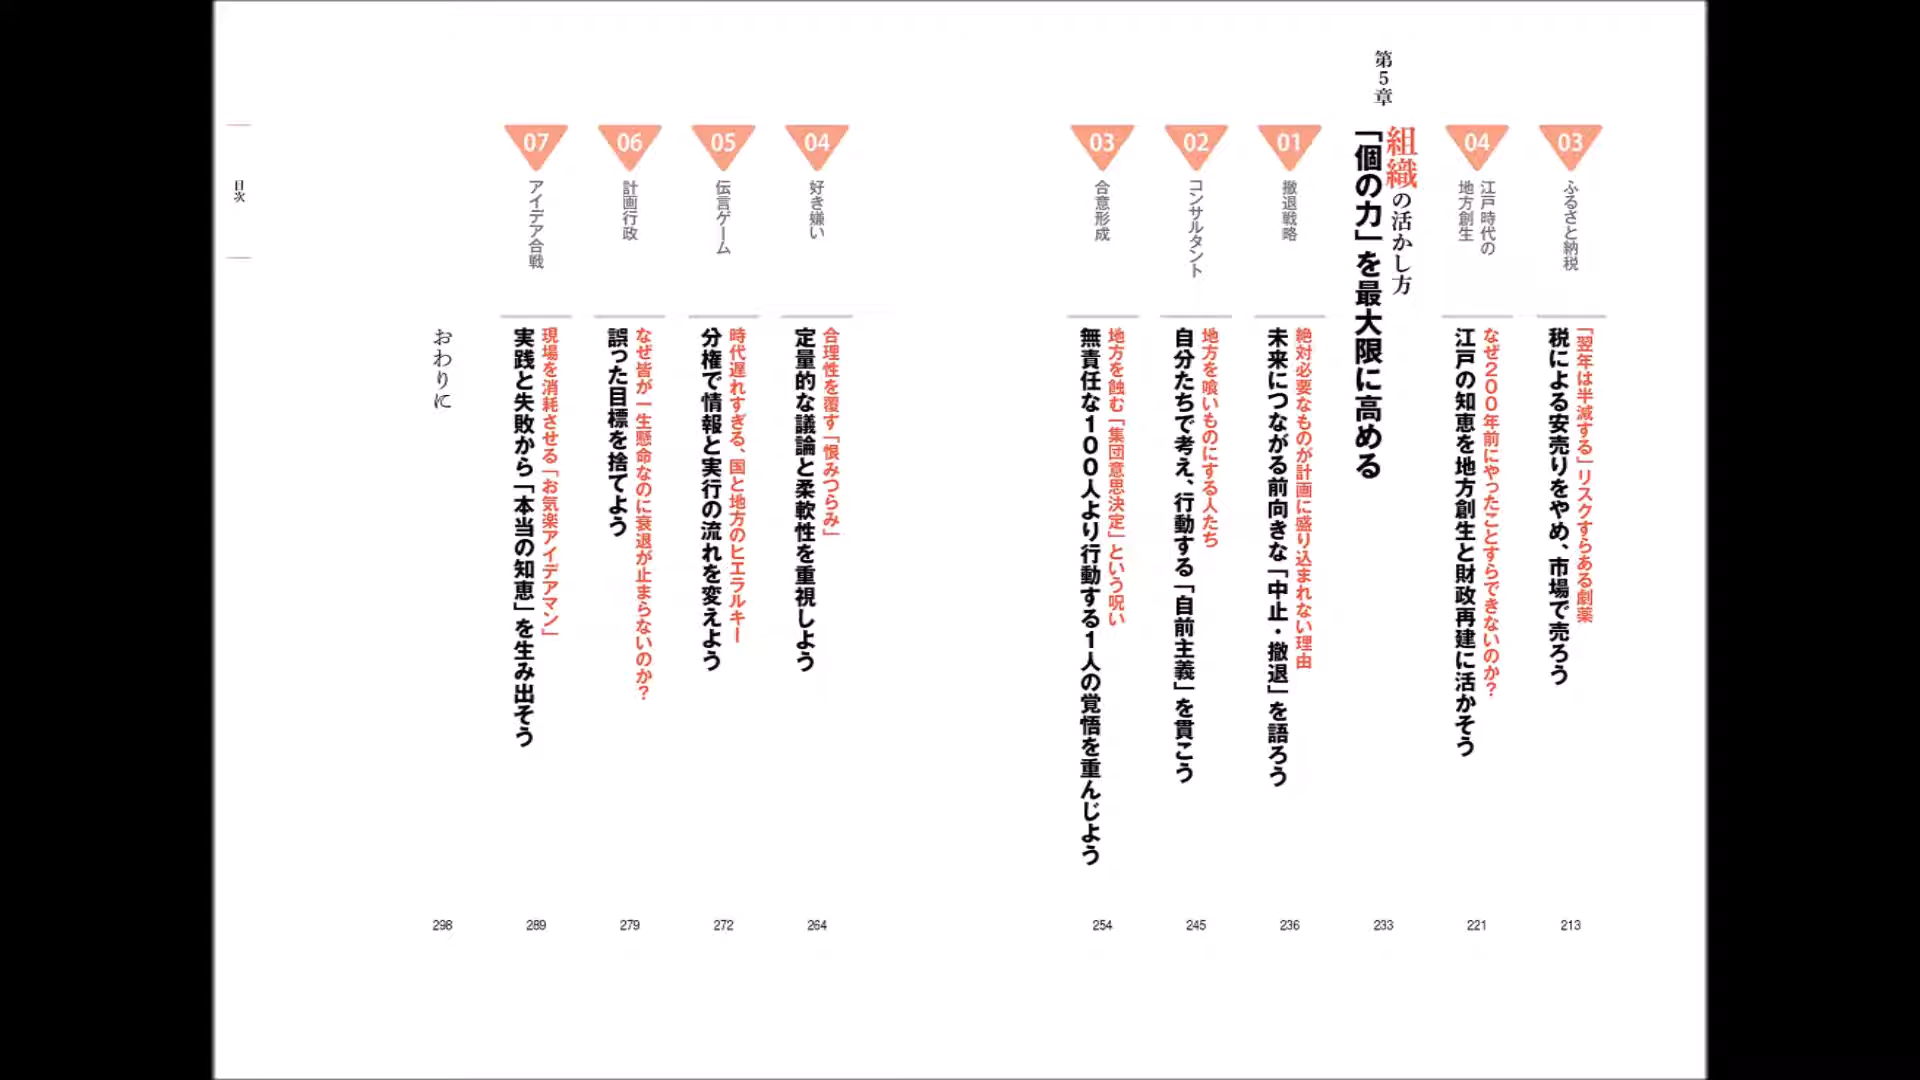 03
ふるさと納税
「翌年は半減する」リスクすらある劇薬
税による安売りをやめ、市場で売ろう
213
04
江戸時代の
地方創生
なぜ200年前にやったことすらできないのか?
江戸の知恵を地方創生と財政再建に活かそう
221
第5章
組織の活かし方
「個の力」を最大限に高める
233
01
撤退戦略
絶対必要なものが計画に盛り込まれない理由
未来につながる前向きな「中止・撤退」を語ろう
236
02
コンサルタント
地方を喰いものにする人たち
自分たちで考え、行動する「自前主義」を貫こう
245
03
合意形成
地方を蝕む「集団意思決定」という呪い
無責任な100人より行動する1人の覚悟を重んじよう
254
04
好き嫌い
合理性を覆す「恨みつらみ」
定量的な議論と柔軟性を重視しよう
264
05
伝言ゲーム
時代遅れすぎる、国と地方のヒエラルキー
分権で情報と実行の流れを変えよう
272
06
計画行政
なぜ皆が一生懸命なのに衰退が止まらないのか?
誤った目標を捨てよう
279
07
アイデア合戦
現場を消耗させる「お気楽アイデアマン」
実践と失敗から「本当の知恵」を生み出そう
289
おわりに
298
目次